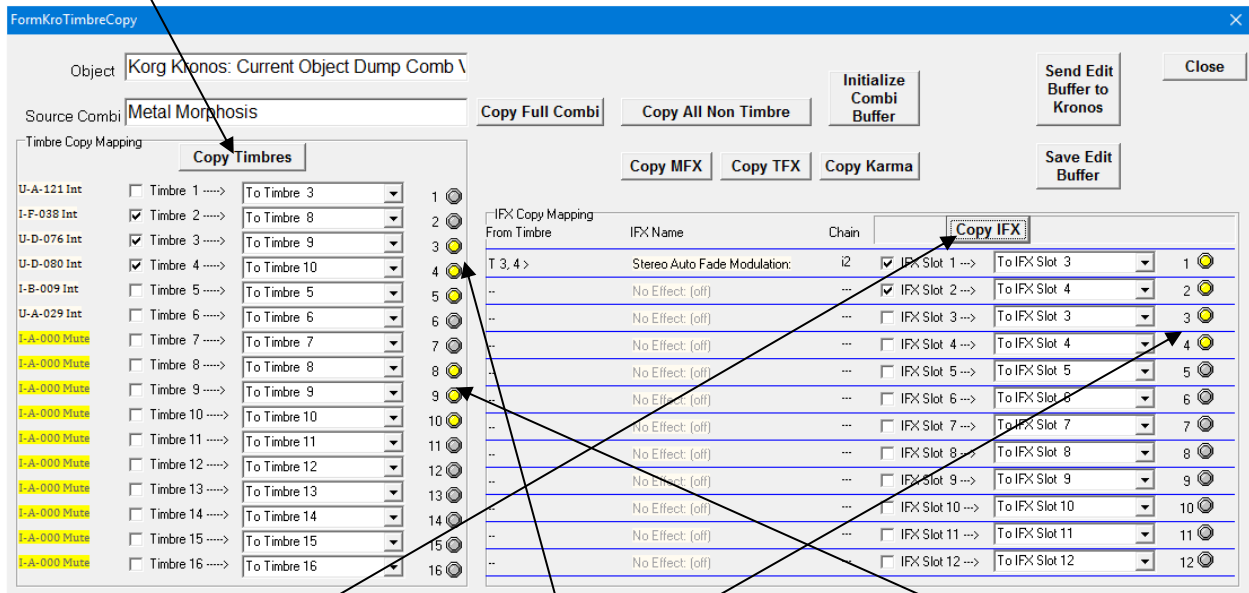 FormKroTimbreCopy
Object Korg Kronos: Current Object Dump Comb V
Source Combi Metal Morphosis
Copy Full Combi Copy All Non Timbre
Initialize
Combi
Buffer
Send Edit
Buffer to
Kronos
Close
Copy MFX Copy TFX Copy Karma
Save Edit
Buffer
Timbre Copy Mapping
Copy Timbres
U-A-121 Int Timbre 1 -----> To Timbre 3 1
I-F-038 Int Timbre 2 -----> To Timbre 8 2
U-D-076 Int Timbre 3 -----> To Timbre 9 3
U-D-080 Int Timbre 4 -----> To Timbre 10 4
I-B-009 Int Timbre 5 -----> To Timbre 5 5
U-A-029 Int Timbre 6 -----> To Timbre 6 6
I-A-000 Mute Timbre 7 -----> To Timbre 7 7
I-A-000 Mute Timbre 8 -----> To Timbre 8 8
I-A-000 Mute Timbre 9 -----> To Timbre 9 9
I-A-000 Mute Timbre 10 -----> To Timbre 10 10
I-A-000 Mute Timbre 11 -----> To Timbre 11 11
I-A-000 Mute Timbre 12 -----> To Timbre 12 12
I-A-000 Mute Timbre 13 -----> To Timbre 13 13
I-A-000 Mute Timbre 14 -----> To Timbre 14 14
I-A-000 Mute Timbre 15 -----> To Timbre 15 15
I-A-000 Mute Timbre 16 -----> To Timbre 16 16
IFX Copy Mapping
From Timbre IFX Name Chain Copy IFX
T 3, 4 > Stereo Auto Fade Modulation: i2 IFX Slot 1 ---> To IFX Slot 3 1
-- No Effect: (off) --- IFX Slot 2 ---> To IFX Slot 4 2
-- No Effect: (off) --- IFX Slot 3 ---> To IFX Slot 3 3
-- No Effect: (off) --- IFX Slot 4 ---> To IFX Slot 4 4
-- No Effect: (off) --- IFX Slot 5 ---> To IFX Slot 5 5
-- No Effect: (off) --- IFX Slot 6 ---> To IFX Slot 6 6
-- No Effect: (off) --- IFX Slot 7 ---> To IFX Slot 7 7
-- No Effect: (off) --- IFX Slot 8 ---> To IFX Slot 8 8
-- No Effect: (off) --- IFX Slot 9 ---> To IFX Slot 9 9
-- No Effect: (off) --- IFX Slot 10 ---> To IFX Slot 10 10
-- No Effect: (off) --- IFX Slot 11 ---> To IFX Slot 11 11
-- No Effect: (off) --- IFX Slot 12 ---> To IFX Slot 12 12